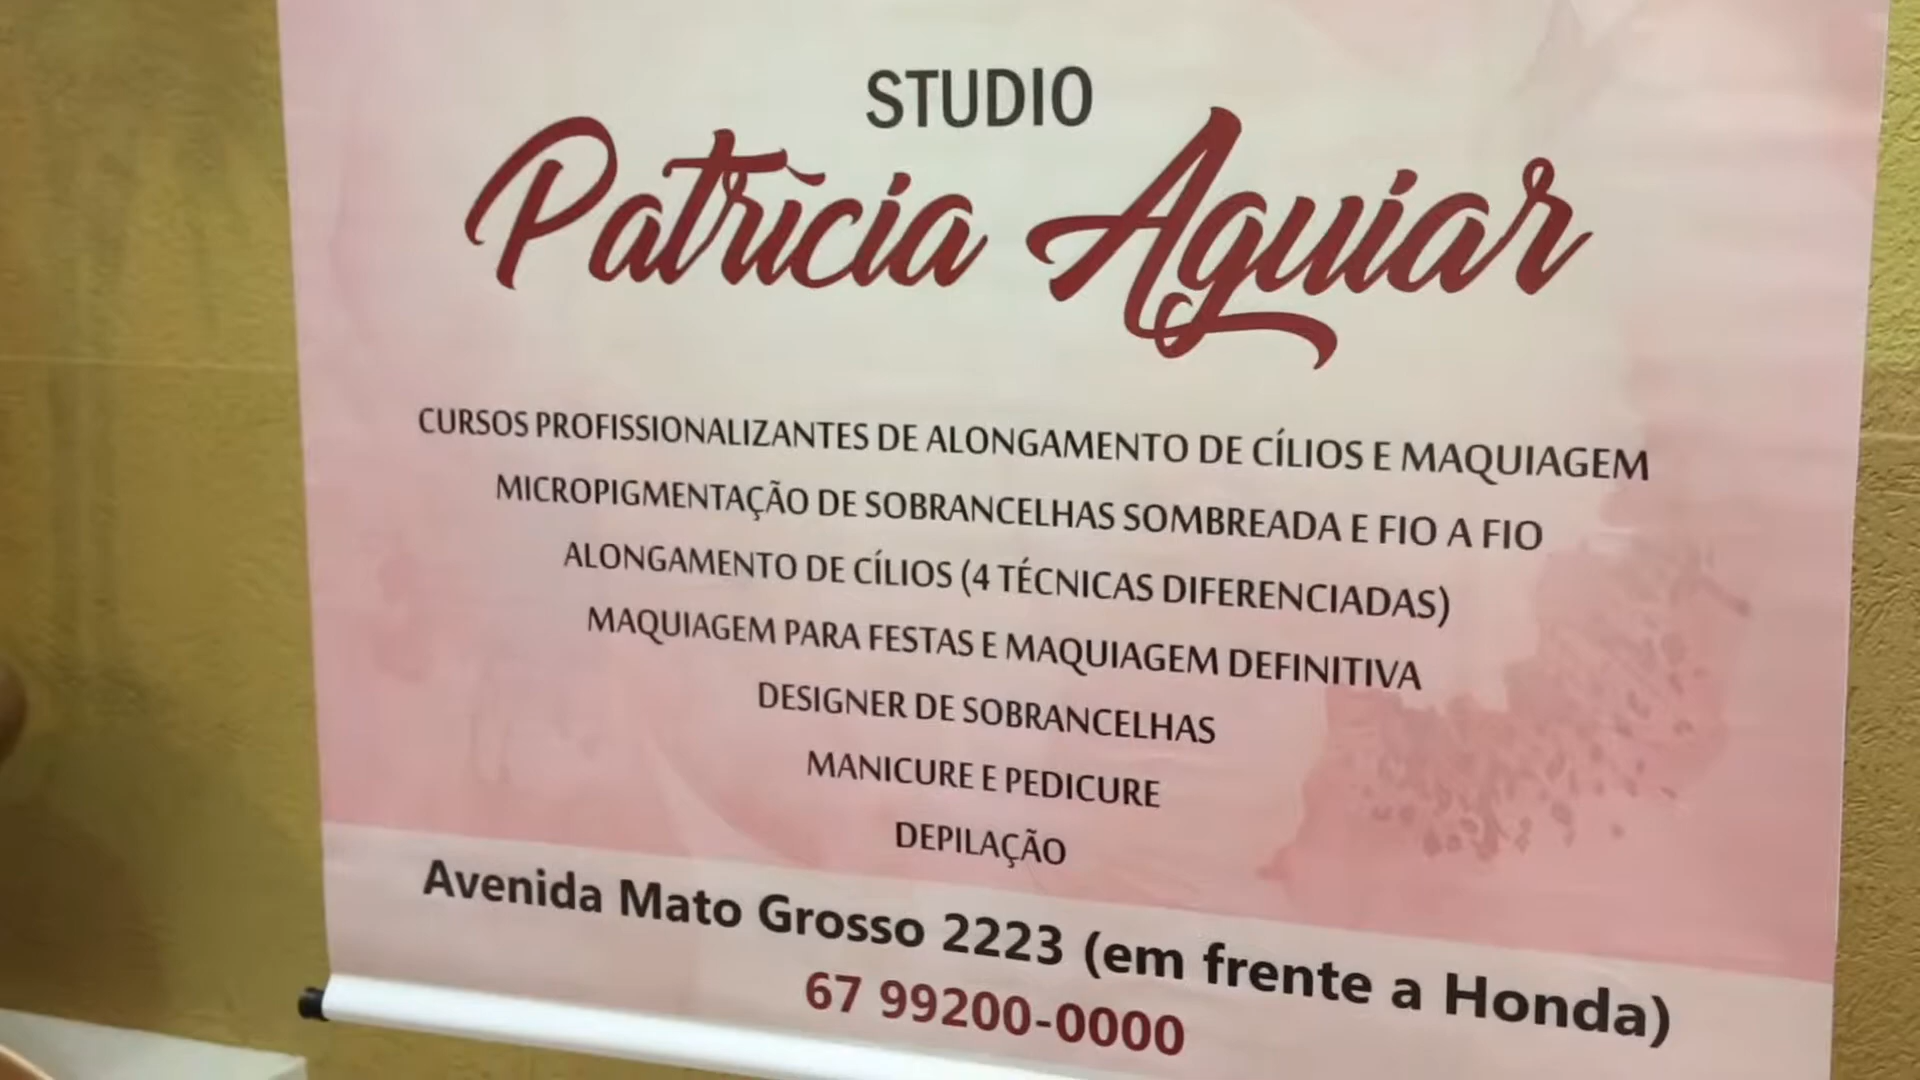 STUDIO
Patrícia Aguiar
CURSOS PROFISSIONALIZANTES DE ALONGAMENTO DE CÍLIOS E MAQUIAGEM
MICROPIGMENTAÇÃO DE SOBRANCELHAS SOMBREADA E FIO A FIO
ALONGAMENTO DE CÍLIOS (4 TÉCNICAS DIFERENCIADAS)
MAQUIAGEM PARA FESTAS E MAQUIAGEM DEFINITIVA
DESIGNER DE SOBRANCELHAS
MANICURE E PEDICURE
DEPILAÇÃO
Avenida Mato Grosso 2223 (em frente a Honda)
67 99200-0000